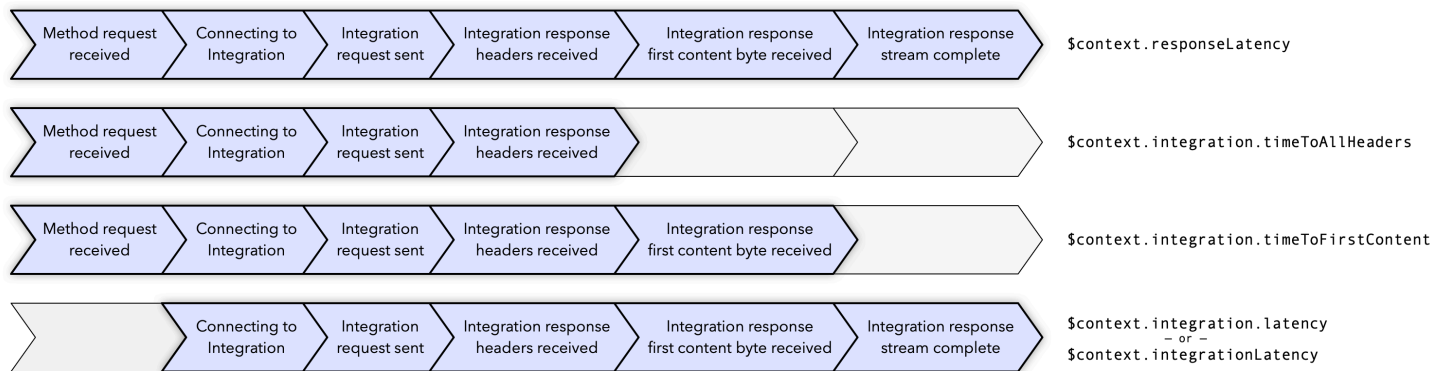 Method request
received
Connecting to
Integration
Integration
request sent
Integration response
headers received
Integration response
first content byte received
Integration response
stream complete
$context.responseLatency
Method request
received
Connecting to
Integration
Integration
request sent
Integration response
headers received
$context.integration.timeToAllHeaders
Method request
received
Connecting to
Integration
Integration
request sent
Integration response
headers received
Integration response
first content byte received
$context.integration.timeToFirstContent
Connecting to
Integration
Integration
request sent
Integration response
headers received
Integration response
first content byte received
Integration response
stream complete
$context.integration.latency
— or —
$context.integrationLatency